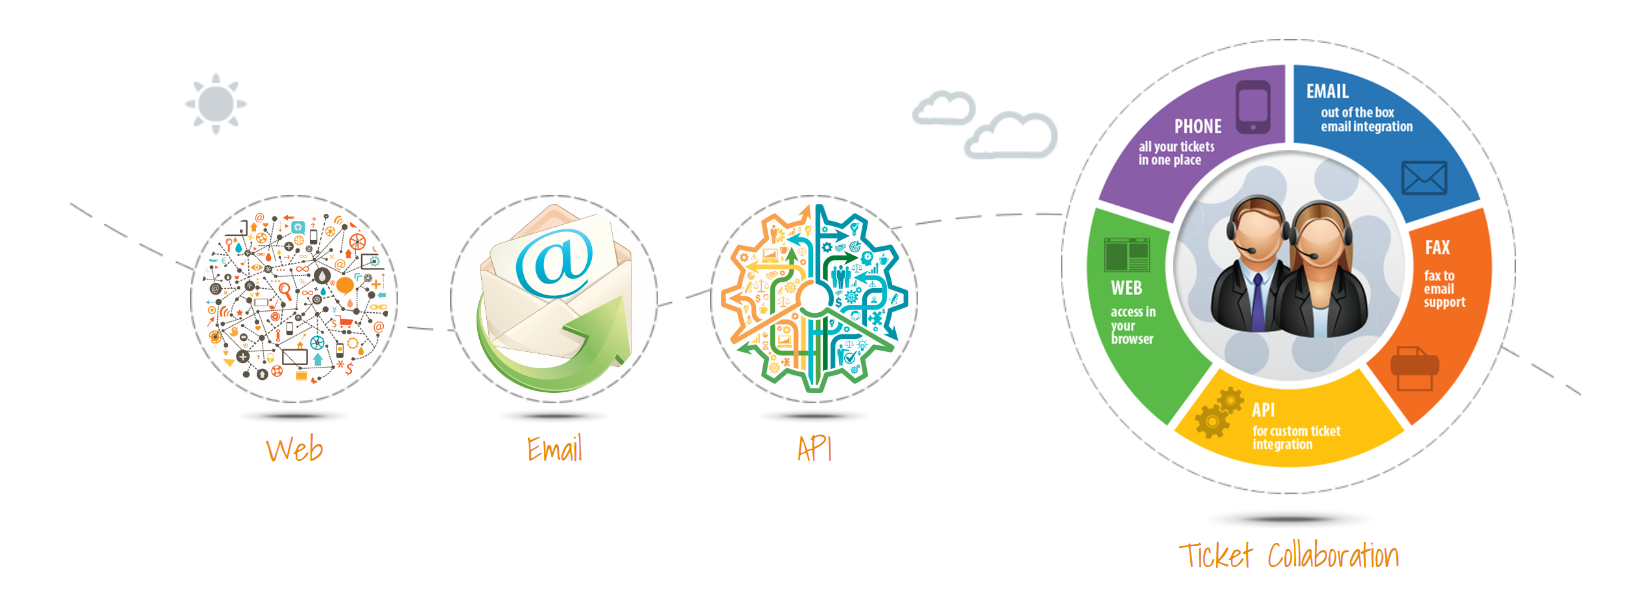 Web
Email
API
PHONE
all your tickets
in one place
EMAIL
out of the box
email integration
FAX
fax to
email
support
API
for custom ticket
integration
WEB
access in
your
browser
Ticket Collaboration